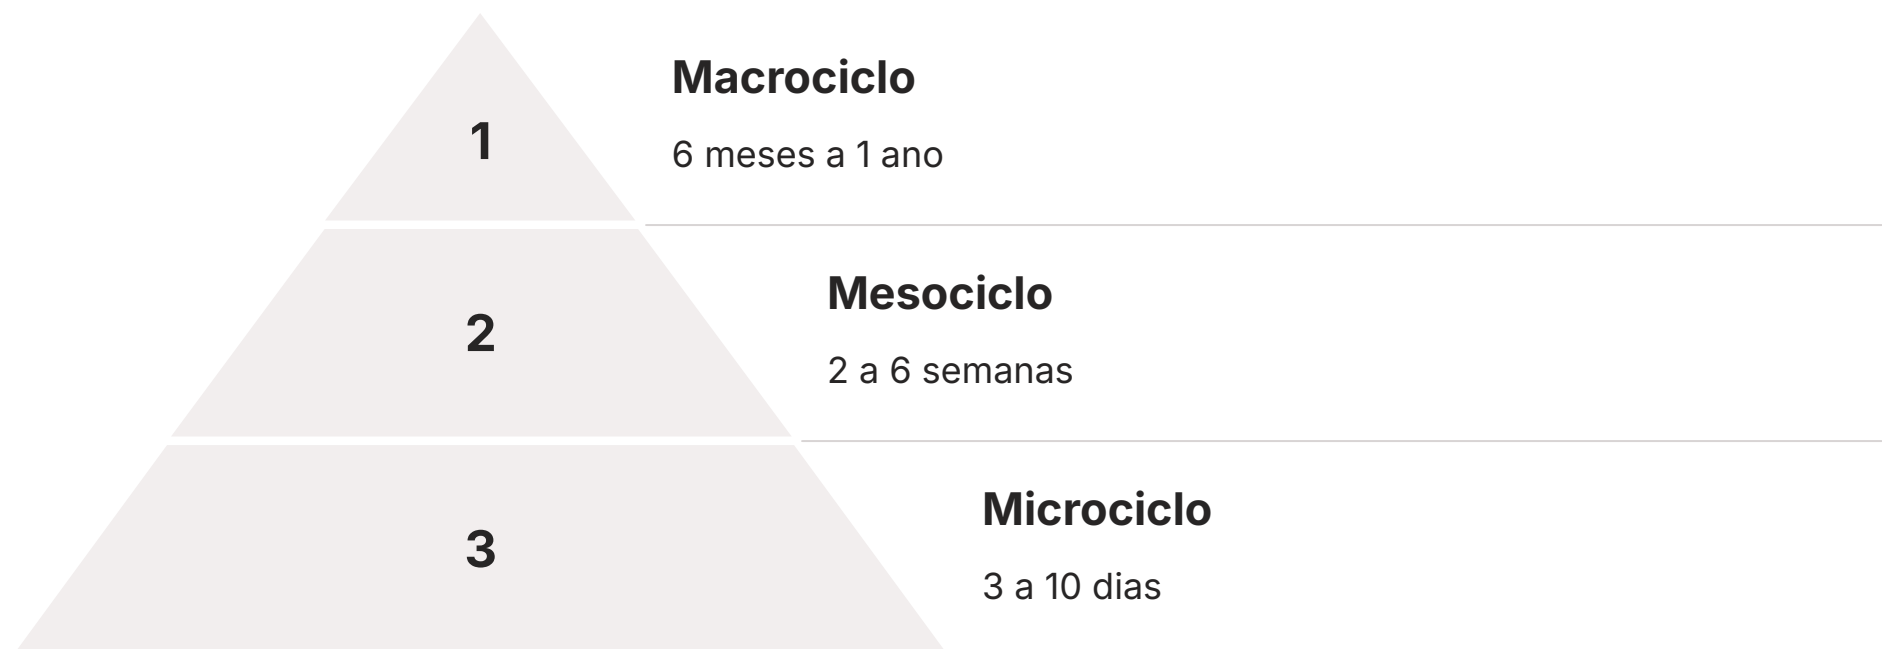 1
Macrociclo
6 meses a 1 ano
2
Mesociclo
2 a 6 semanas
3
Microciclo
3 a 10 dias